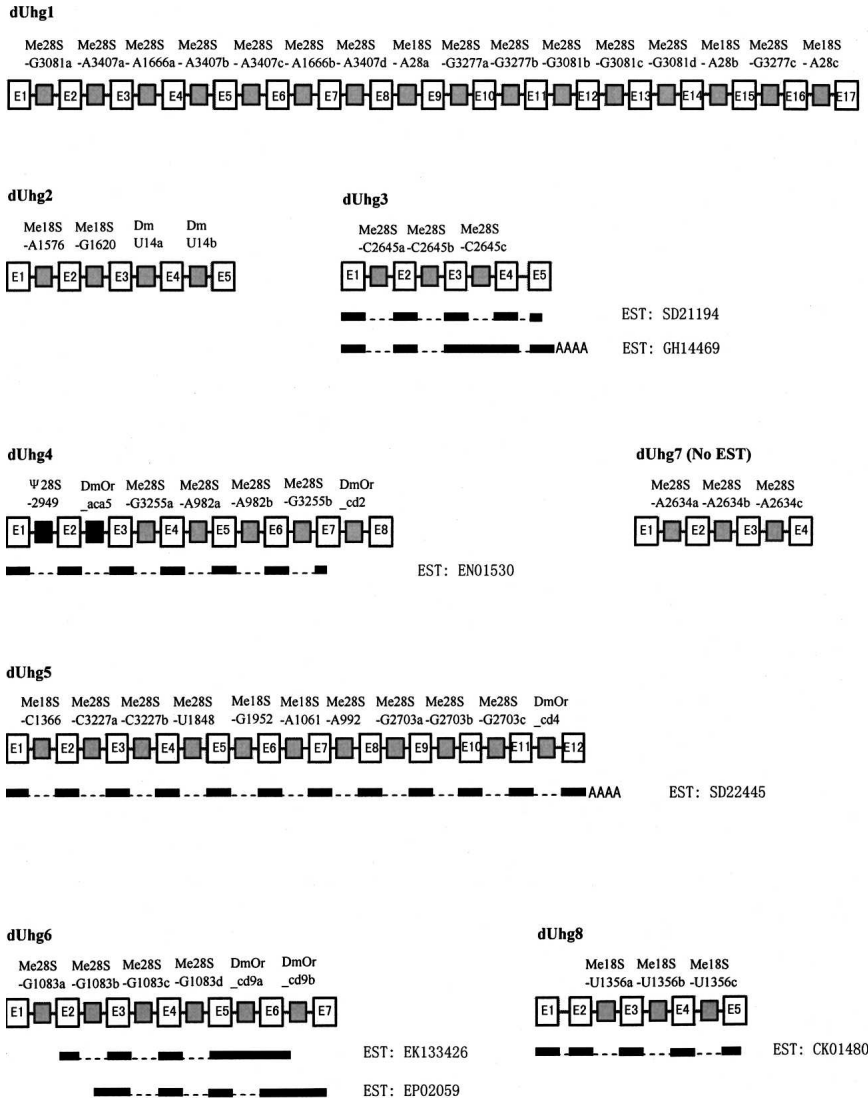 dUhg1
Me28S Me28S Me28S Me28S Me28S Me28S Me28S Me18S Me28S Me28S Me28S Me28S Me28S Me18S Me28S Me18S
-G3081a -A3407a -A1666a -A3407b -A3407c -A1666b -A3407d -A28a -G3277a -G3277b -G3081b -G3081c -G3081d -A28b -G3277c -A28c
E1 E2 E3 E4 E5 E6 E7 E8 E9 E10 E11 E12 E13 E14 E15 E16 E17
dUhg2
Me18S Me18S Dm Dm
-A1576 -G1620 U14a U14b
E1 E2 E3 E4 E5
dUhg3
Me28S Me28S Me28S
-C2645a -C2645b -C2645c
E1 E2 E3 E4 E5
EST: SD21194
AAAA EST: GH14469
dUhg4
Ψ28S DmOr Me28S Me28S Me28S Me28S DmOr
-2949 _aca5 -G3255a -A982a -A982b -G3255b _cd2
E1 E2 E3 E4 E5 E6 E7 E8
EST: EN01530
dUhg7 (No EST)
Me28S Me28S Me28S
-A2634a -A2634b -A2634c
E1 E2 E3 E4
dUhg5
Me18S Me28S Me28S Me28S Me18S Me18S Me28S Me28S Me28S Me28S DmOr
-C1366 -C3227a -C3227b -U1848 -G1952 -A1061 -A992 -G2703a -G2703b -G2703c _cd4
E1 E2 E3 E4 E5 E6 E7 E8 E9 E10 E11 E12
AAAA EST: SD22445
dUhg6
Me28S Me28S Me28S Me28S DmOr DmOr
-G1083a -G1083b -G1083c -G1083d _cd9a _cd9b
E1 E2 E3 E4 E5 E6 E7
EST: EK133426
EST: EP02059
dUhg8
Me18S Me18S Me18S
-U1356a -U1356b -U1356c
E1 E2 E3 E4 E5
EST: CK01480